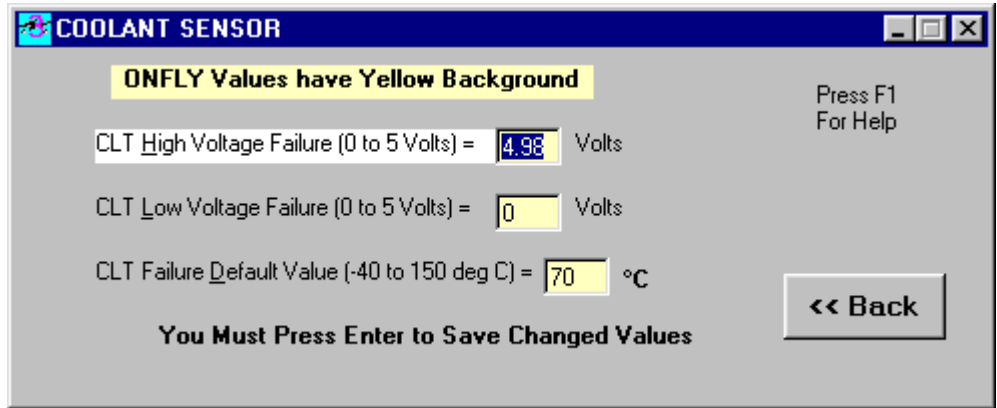 COOLANT SENSOR
ONFLY Values have Yellow Background
Press F1
For Help
CLT High Voltage Failure (0 to 5 Volts) = 4.98 Volts
CLT Low Voltage Failure (0 to 5 Volts) = 0 Volts
CLT Failure Default Value (-40 to 150 deg C) = 70 °C
<< Back
You Must Press Enter to Save Changed Values